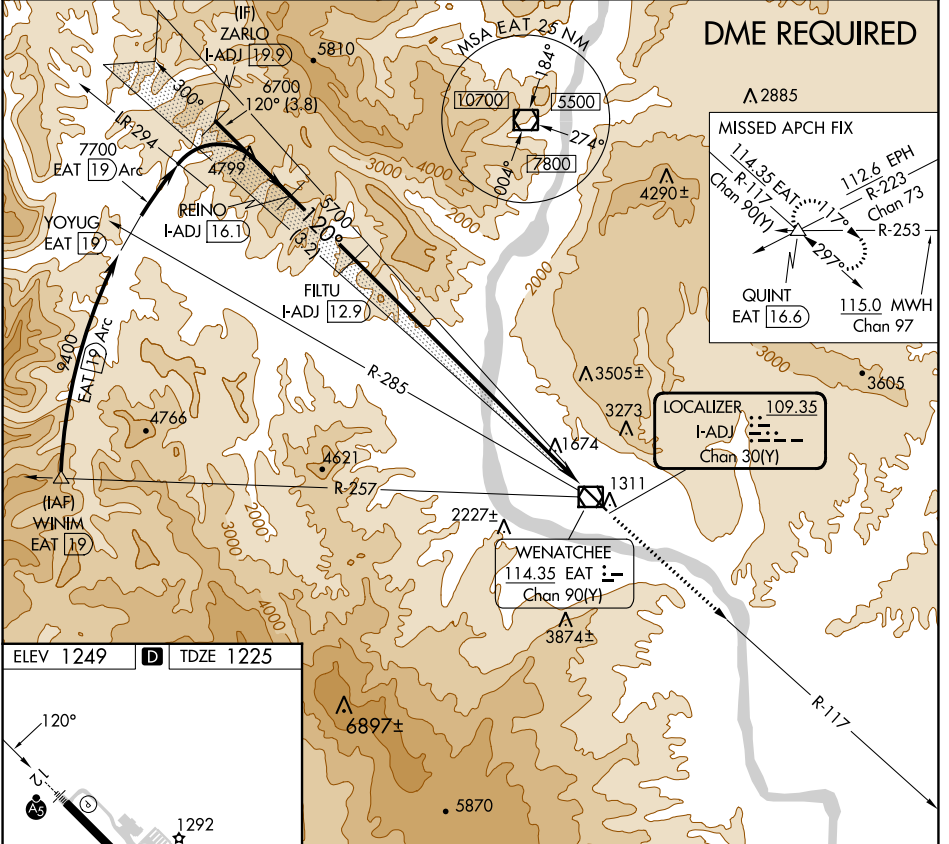 DME REQUIRED
(IF)
ZARLO
I-ADJ 19.9
5810
6700
120° (3.8)
300°
LR-294
7700
EAT 19 Arc
4799
REINO
I-ADJ 16.1
YOYUG
EAT 19
5700
120°
(3.2)
FILTU
I-ADJ 12.9
9400
EAT 19 Arc
MSA EAT 25 NM
184°
10700
5500
274°
004°
7800
3000
4000
3000
2000
2000
2885
4290±
MISSED APCH FIX
114.35 EAT
R-117
Chan 90(Y)
112.6 EPH
R-223
Chan 73
117°
R-253
297°
QUINT
EAT 16.6
115.0 MWH
Chan 97
3000
3605
3505±
3273
R-285
4766
4621
1674
LOCALIZER 109.35
I-ADJ
Chan 30(Y)
1311
R-257
(IAF)
WINIM
EAT 19
2000
3000
4000
2227±
WENATCHEE
114.35 EAT
Chan 90(Y)
3874±
R-117
6897±
5870
ELEV 1249 D TDZE 1225
120°
12
A5
P
1292